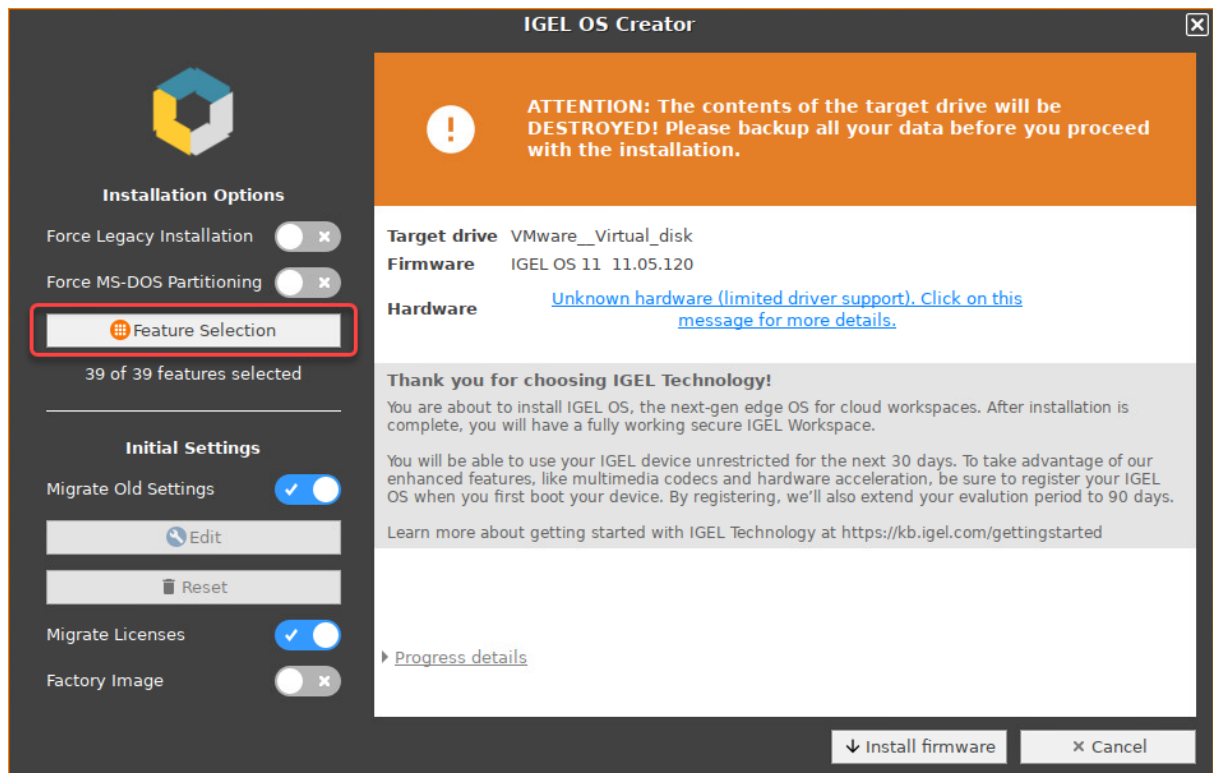 IGEL OS Creator
Installation Options
Force Legacy Installation
Force MS-DOS Partitioning
Feature Selection
39 of 39 features selected
Initial Settings
Migrate Old Settings
Edit
Reset
Migrate Licenses
Factory Image
ATTENTION: The contents of the target drive will be
DESTROYED! Please backup all your data before you proceed
with the installation.
Target drive VMware__Virtual_disk
Firmware IGEL OS 11 11.05.120
Hardware Unknown hardware (limited driver support). Click on this
message for more details.
Thank you for choosing IGEL Technology!
You are about to install IGEL OS, the next-gen edge OS for cloud workspaces. After installation is
complete, you will have a fully working secure IGEL Workspace.
You will be able to use your IGEL device unrestricted for the next 30 days. To take advantage of our
enhanced features, like multimedia codecs and hardware acceleration, be sure to register your IGEL
OS when you first boot your device. By registering, we'll also extend your evalution period to 90 days.
Learn more about getting started with IGEL Technology at https://kb.igel.com/gettingstarted
Progress details
Install firmware
Cancel